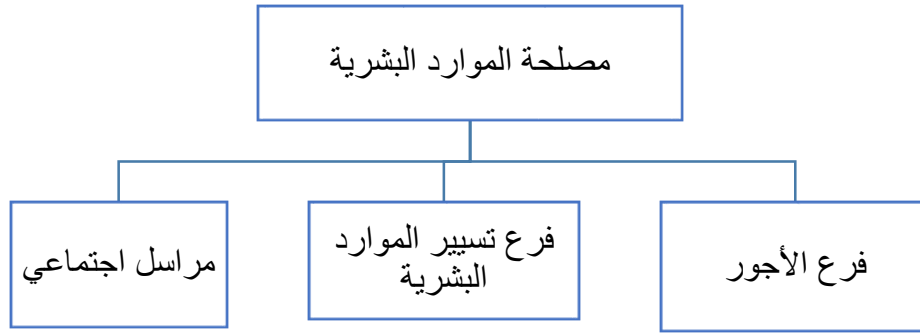 مصلحة الموارد البشرية
فرع الأجور
فرع تسيير الموارد
البشرية
مراسل اجتماعي